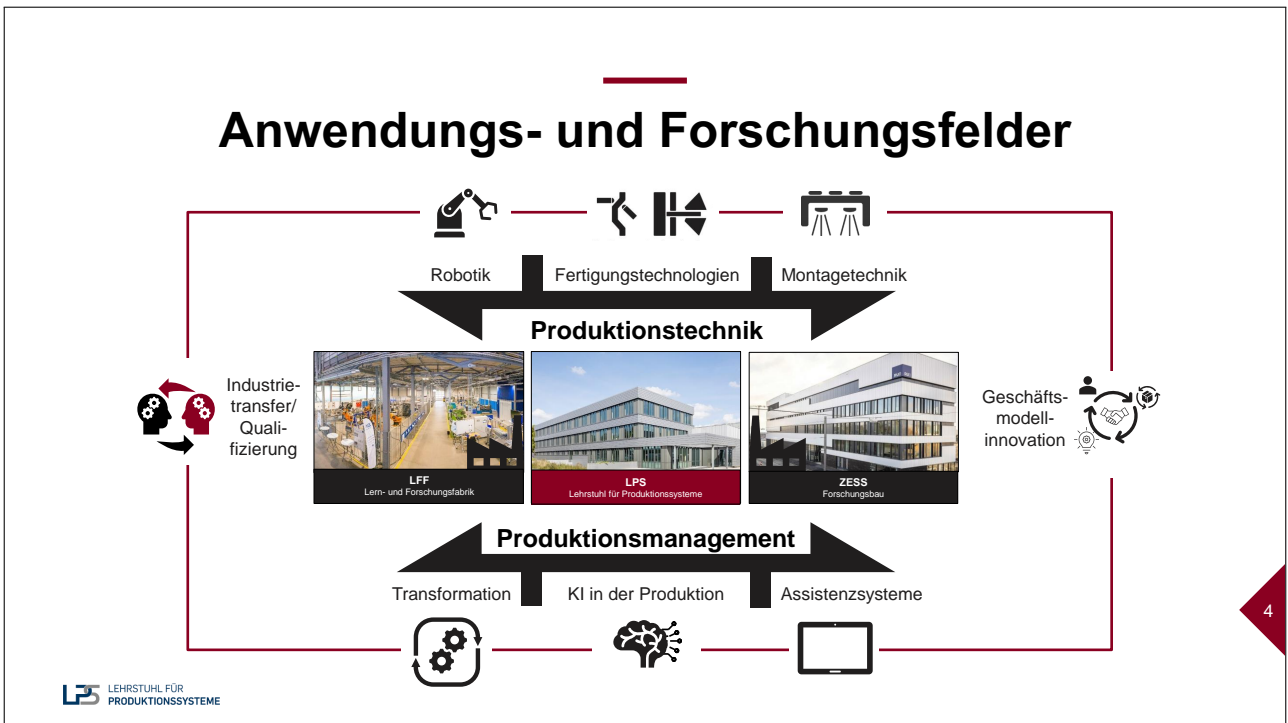 Anwendungs- und Forschungsfelder
Robotik
Fertigungstechnologien
Montagetechnik
Produktionstechnik
Industrie-
transfer/
Quali-
fizierung
Geschäfts-
modell-
innovation
LFF
Lern- und Forschungsfabrik
LPS
Lehrstuhl für Produktionssysteme
ZESS
Forschungsbau
Produktionsmanagement
Transformation
KI in der Produktion
Assistenzsysteme
4
LPS
LEHRSTUHL FÜR
PRODUKTIONSSYSTEME